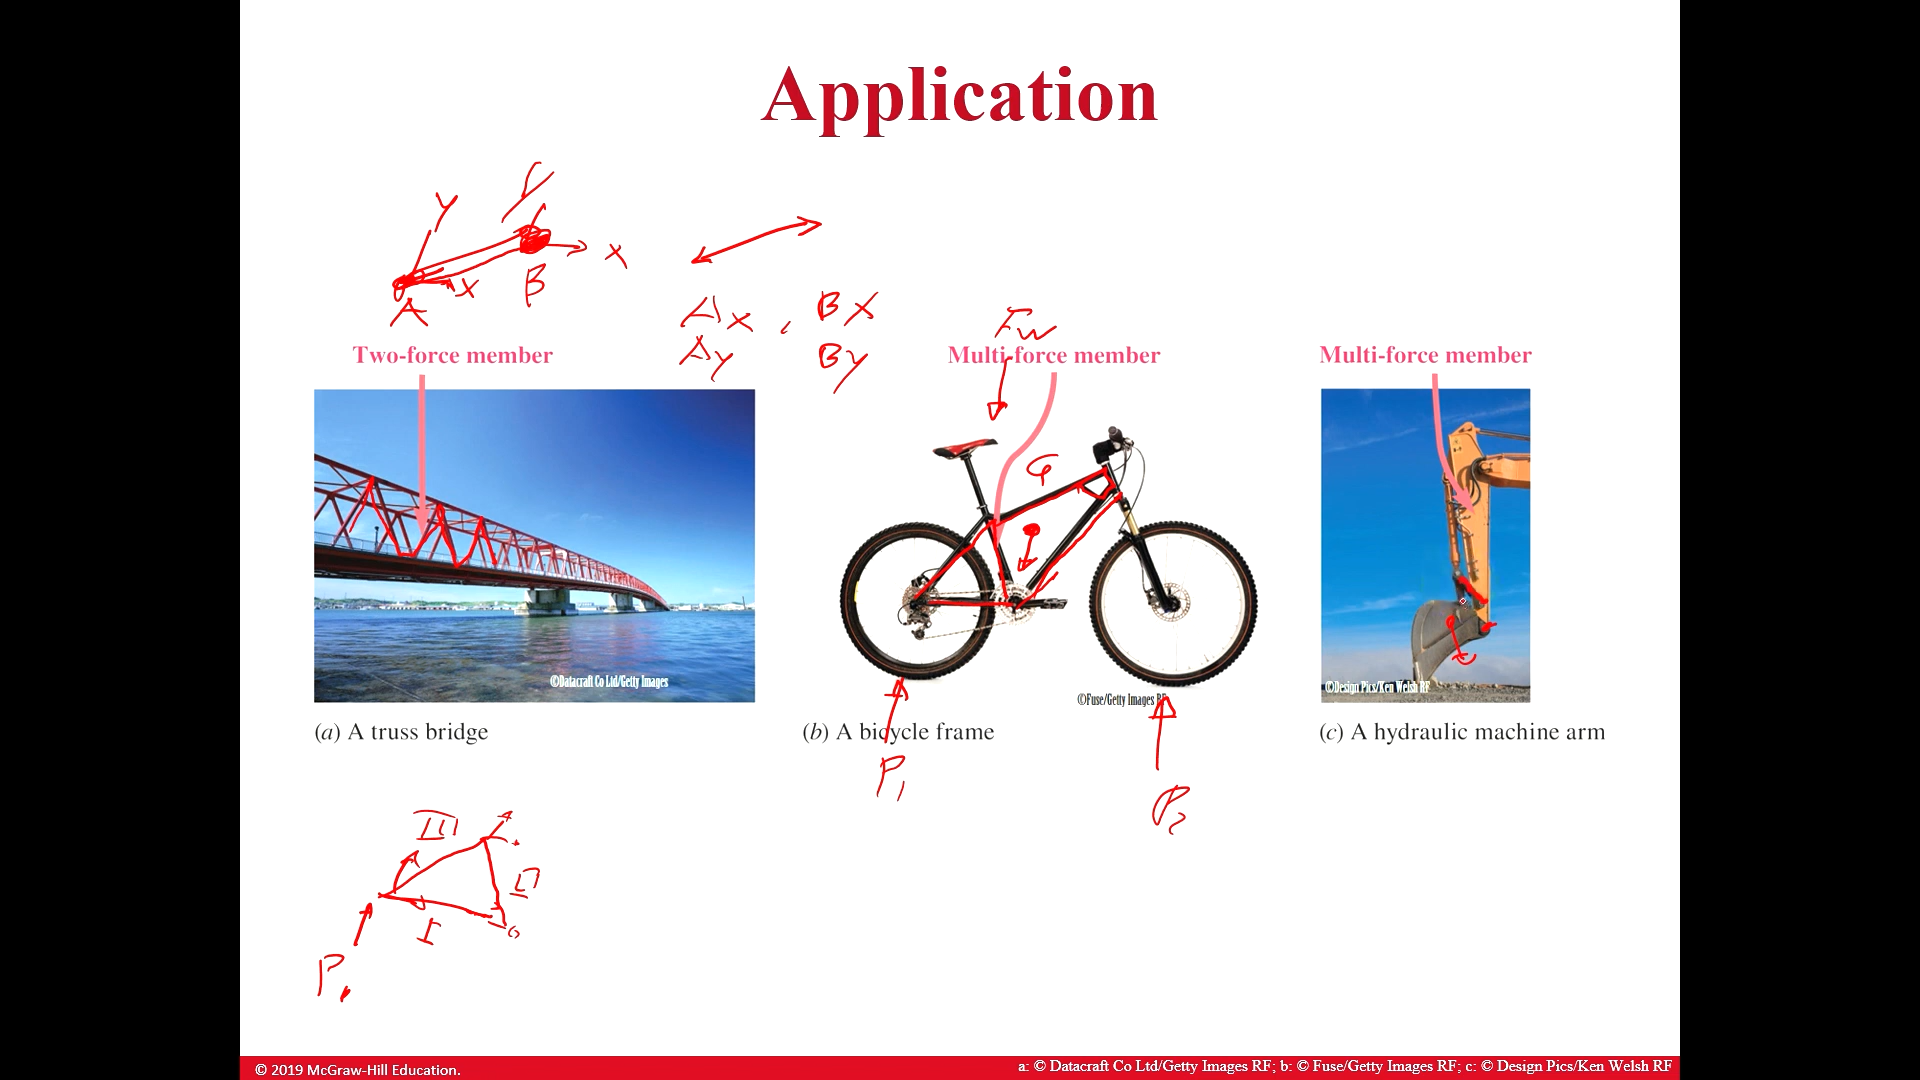 Application
Y
Y
X
X
A
B
Ax, Bx
Ay By
Fw
Two-force member
Multi-force member
Multi-force member
G
©Datacraft Co Ltd/Getty Images
©Fuse/Getty Images RF
©Design Pics/Ken Welsh RF
(a) A truss bridge
(b) A bicycle frame
(c) A hydraulic machine arm
P1
P2
III
II
I
P
© 2019 McGraw-Hill Education.
a: © Datacraft Co Ltd/Getty Images RF; b: © Fuse/Getty Images RF; c: © Design Pics/Ken Welsh RF